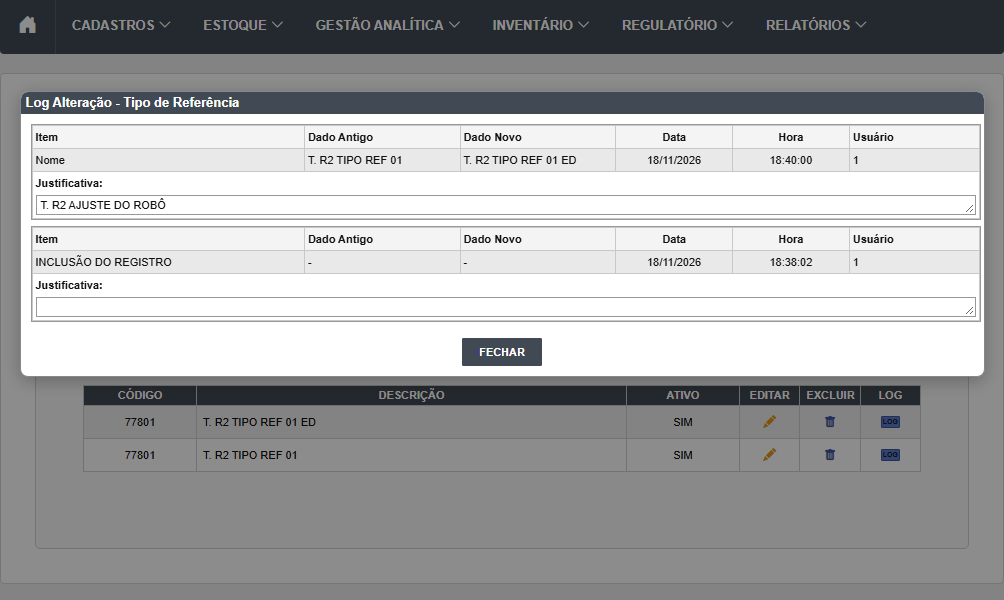 CADASTROS ESTOQUE GESTÃO ANALÍTICA INVENTÁRIO REGULATÓRIO RELATÓRIOS
Log Alteração - Tipo de Referência
Item Dado Antigo Dado Novo Data Hora Usuário
Nome T. R2 TIPO REF 01 T. R2 TIPO REF 01 ED 18/11/2026 18:40:00 1
Justificativa:
T. R2 AJUSTE DO ROBÔ
Item Dado Antigo Dado Novo Data Hora Usuário
INCLUSÃO DO REGISTRO - - 18/11/2026 18:38:02 1
Justificativa:
FECHAR
CÓDIGO DESCRIÇÃO ATIVO EDITAR EXCLUIR LOG
77801 T. R2 TIPO REF 01 ED SIM LOG
77801 T. R2 TIPO REF 01 SIM LOG